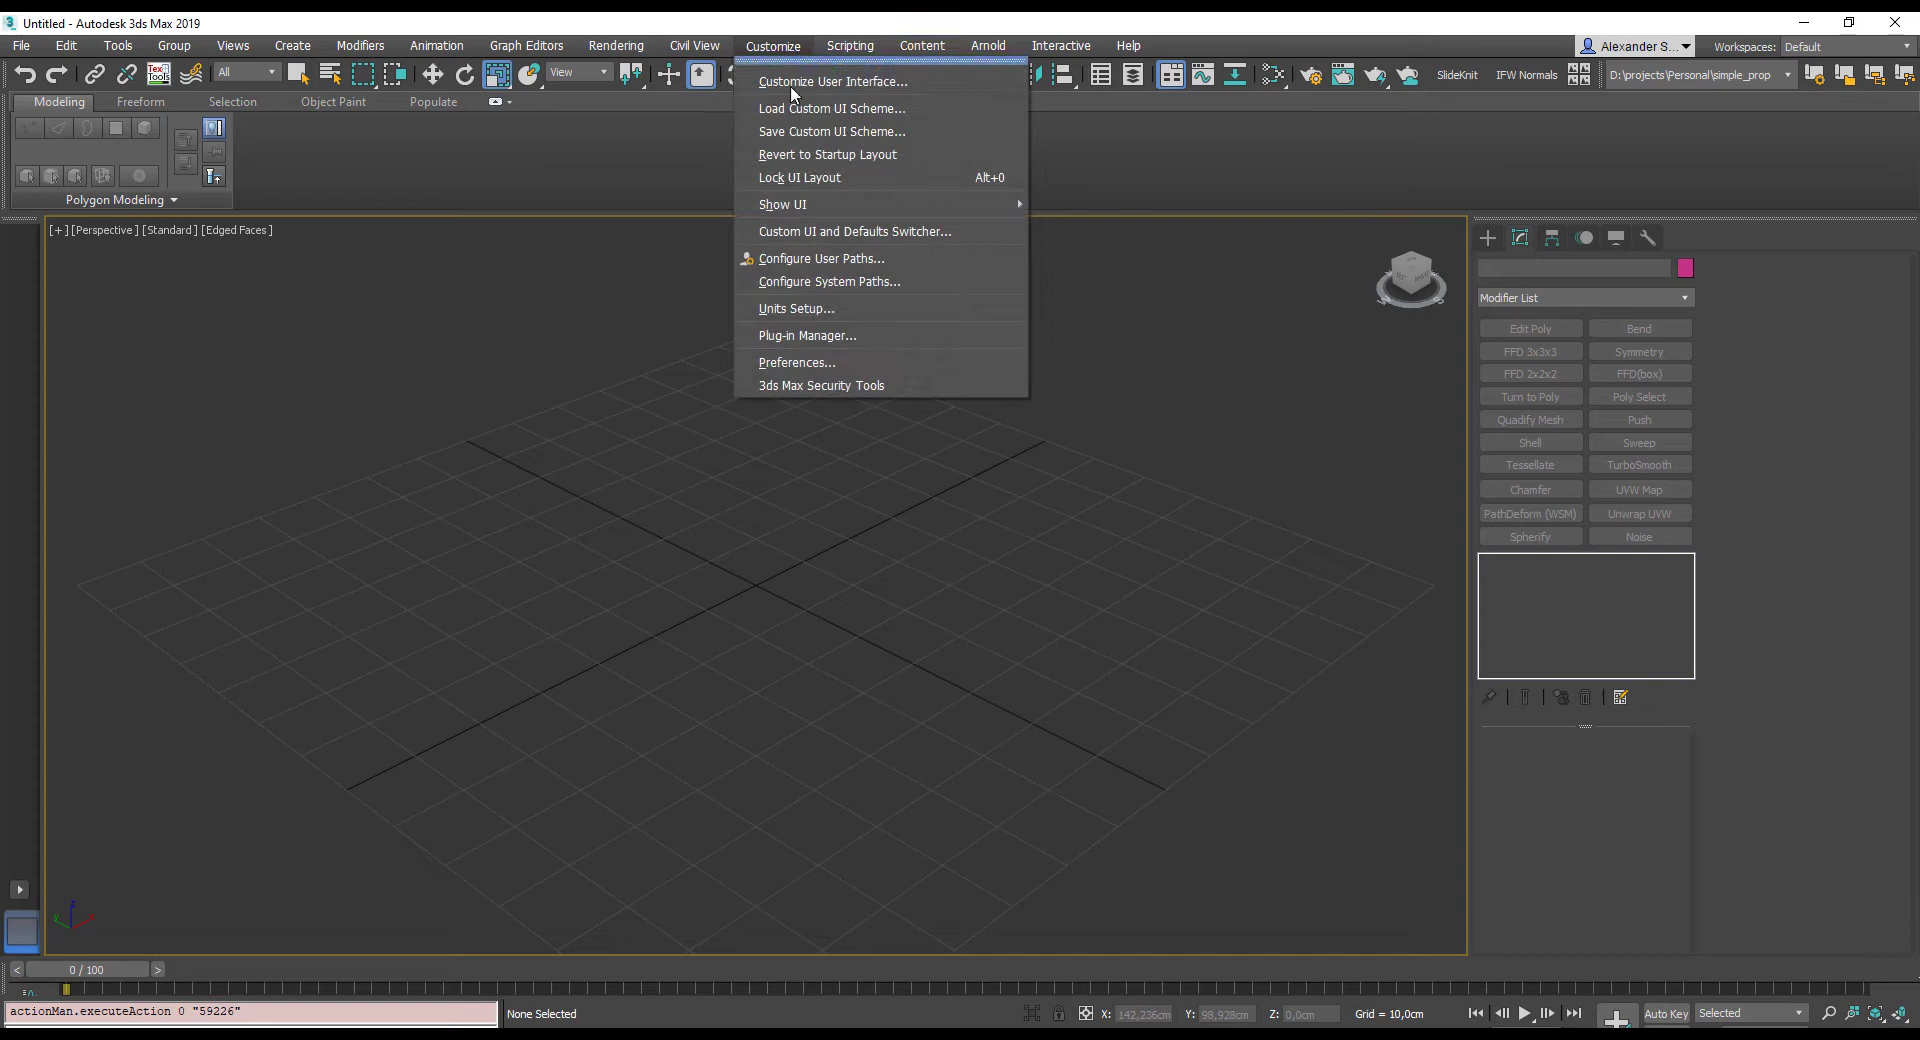 Untitled - Autodesk 3ds Max 2019
File Edit Tools Group Views Create Modifiers Animation Graph Editors Rendering Civil View Customize Scripting Content Arnold Interactive Help
Alexander S... Workspaces: Default
All View SlideKnit IFW Normals D:\projects\Personal\simple_prop
Modeling Freeform Selection Object Paint Populate
Polygon Modeling
Customize User Interface...
Load Custom UI Scheme...
Save Custom UI Scheme...
Revert to Startup Layout
Lock UI Layout Alt+0
Show UI
Custom UI and Defaults Switcher...
Configure User Paths...
Configure System Paths...
Units Setup...
Plug-in Manager...
Preferences...
3ds Max Security Tools
[+] [Perspective] [Standard] [Edged Faces]
Modifier List
Edit Poly Bend
FFD 3x3x3 Symmetry
FFD 2x2x2 FFD(box)
Turn to Poly Poly Select
Quadify Mesh Push
Shell Sweep
Tessellate TurboSmooth
Chamfer UVW Map
PathDeform (WSM) Unwrap UVW
Spherify Noise
z
y
< 0 / 100 >
actionMan.executeAction 0 "59226"
None Selected X: 142,236cm Y: 98,928cm Z: 0,0cm Grid = 10,0cm Auto Key Selected